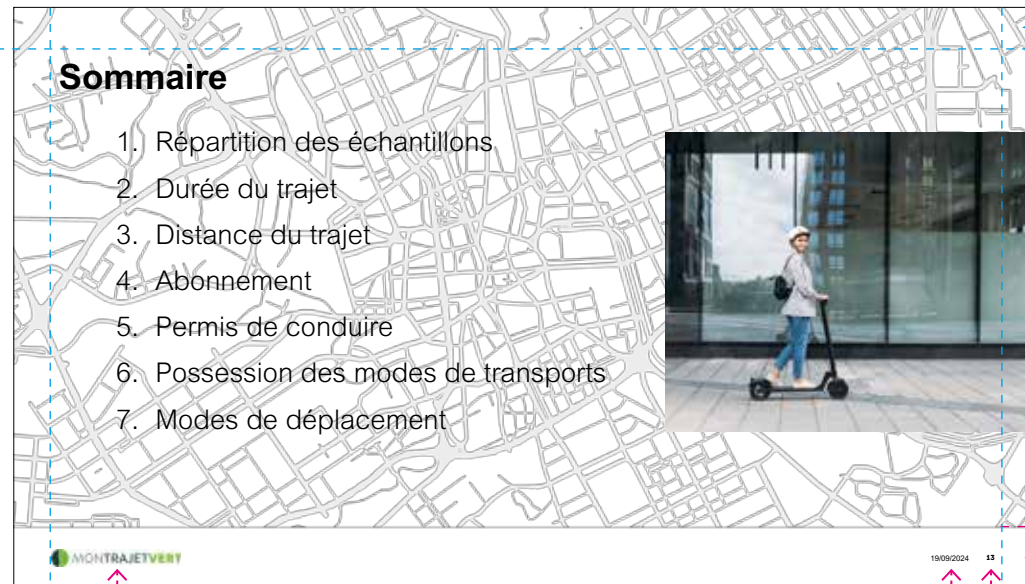 Sommaire
1. Répartition des échantillons
2. Durée du trajet
3. Distance du trajet
4. Abonnement
5. Permis de conduire
6. Possession des modes de transports
7. Modes de déplacement
MONTRAJETVERT
19/09/2024 13